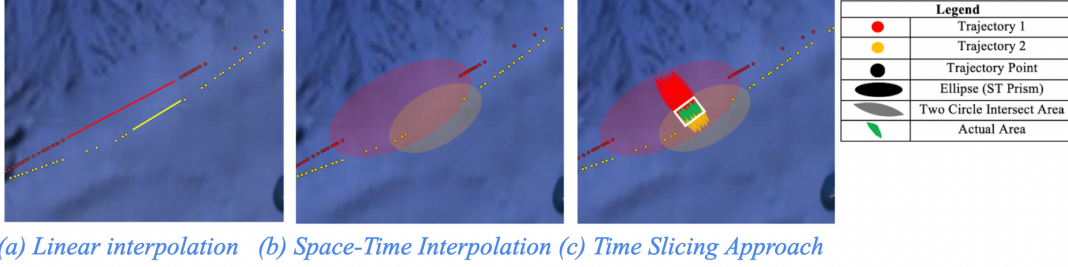 Legend
Trajectory 1
Trajectory 2
Trajectory Point
Ellipse (ST Prism)
Two Circle Intersect Area
Actual Area
(a) Linear interpolation (b) Space-Time Interpolation (c) Time Slicing Approach